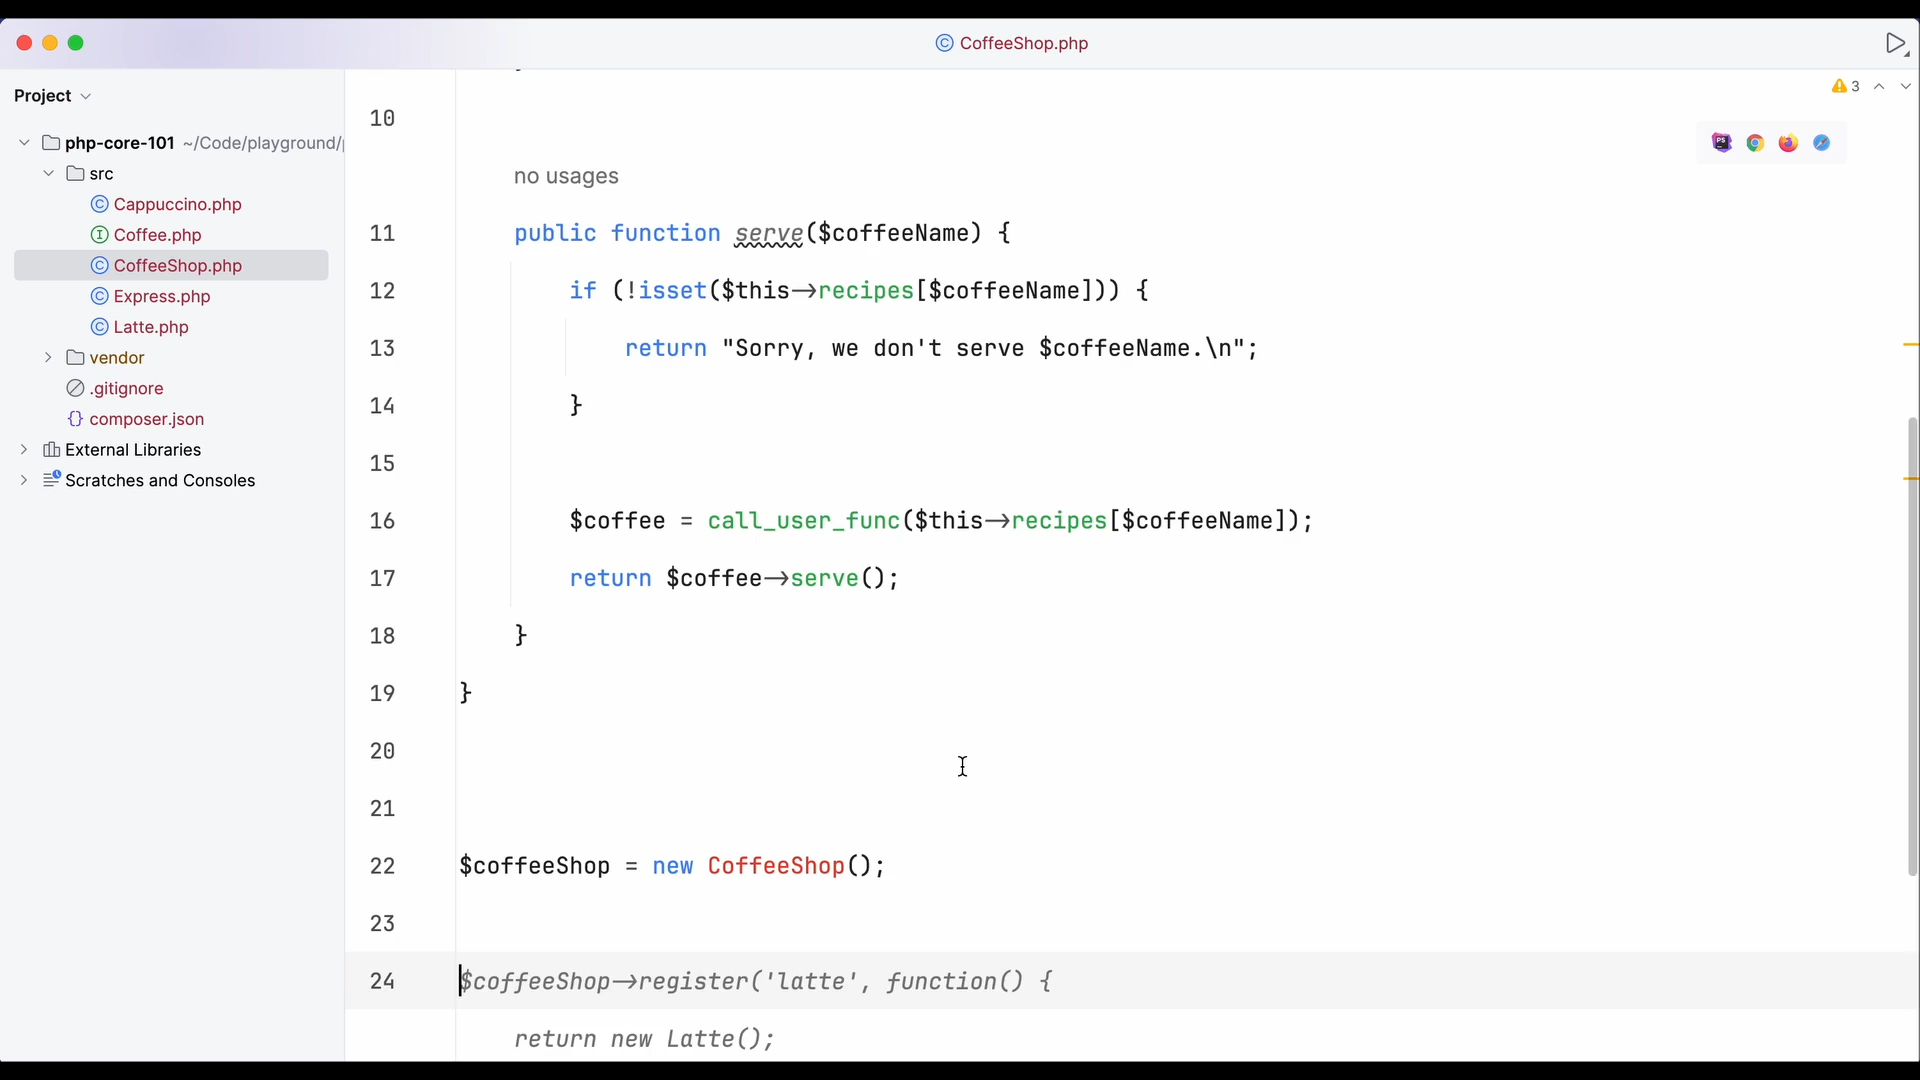 CoffeeShop.php
Project
3
php-core-101 ~/Code/playground/
src
Cappuccino.php
Coffee.php
CoffeeShop.php
Express.php
Latte.php
vendor
.gitignore
composer.json
External Libraries
Scratches and Consoles
10
no usages
11 public function serve($coffeeName) {
12 if (!isset($this->recipes[$coffeeName])) {
13 return "Sorry, we don't serve $coffeeName.\n";
14 }
15
16 $coffee = call_user_func($this->recipes[$coffeeName]);
17 return $coffee->serve();
18 }
19 }
20
21
22 $coffeeShop = new CoffeeShop();
23
24 $coffeeShop->register('latte', function() {
return new Latte();